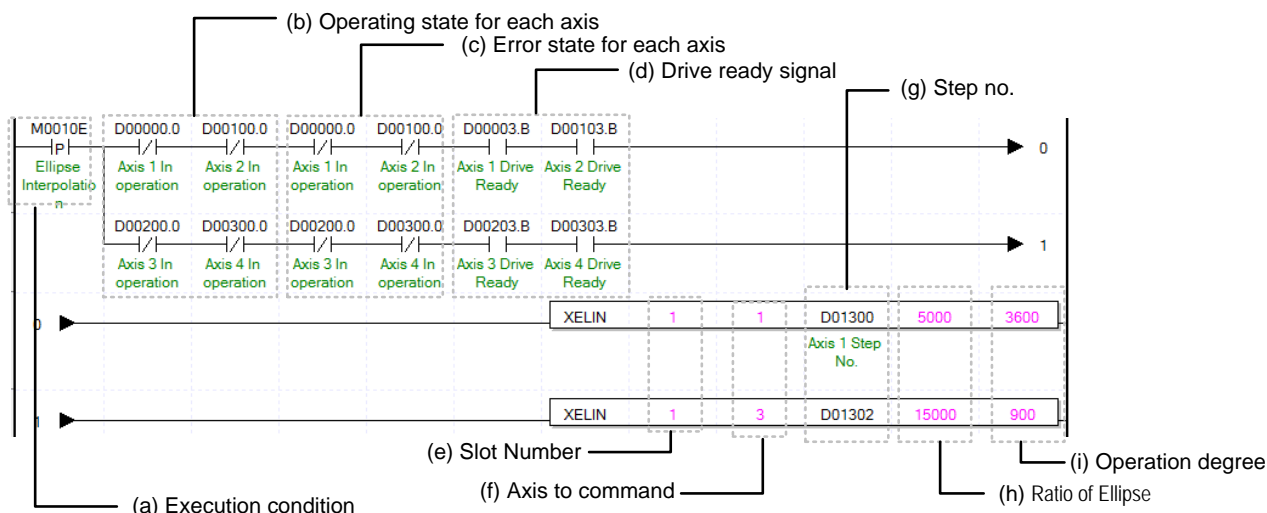 (b) Operating state for each axis
(c) Error state for each axis
(d) Drive ready signal
(g) Step no.
M0010E D00000.0 D00100.0 D00000.0 D00100.0 D00003.B D00103.B
P
0
Ellipse Axis 1 In Axis 2 In Axis 1 In Axis 2 In Axis 1 Drive Axis 2 Drive
Interpolatio operation operation operation operation Ready Ready
n
D00200.0 D00300.0 D00200.0 D00300.0 D00203.B D00303.B
1
Axis 3 In Axis 4 In Axis 3 In Axis 4 In Axis 3 Drive Axis 4 Drive
operation operation operation operation Ready Ready
0 XELIN 1 1 D01300 5000 3600
Axis 1 Step
No.
1 XELIN 1 3 D01302 15000 900
(e) Slot Number
(i) Operation degree
(f) Axis to command
(h) Ratio of Ellipse
(a) Execution condition